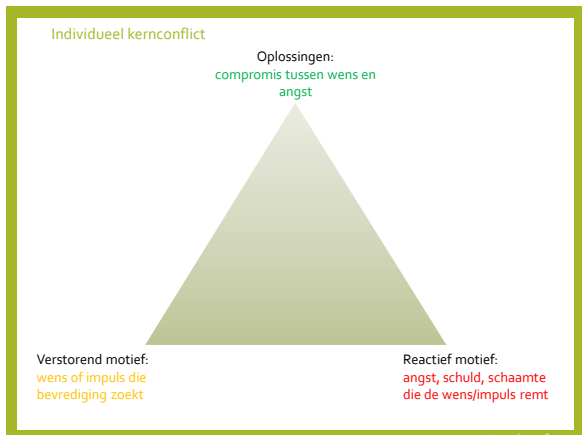 Individueel kernconflict
Oplossingen:
compromis tussen wens en
angst
Verstorend motief:
wens of impuls die
bevrediging zoekt
Reactief motief:
angst, schuld, schaamte
die de wens/impuls remt